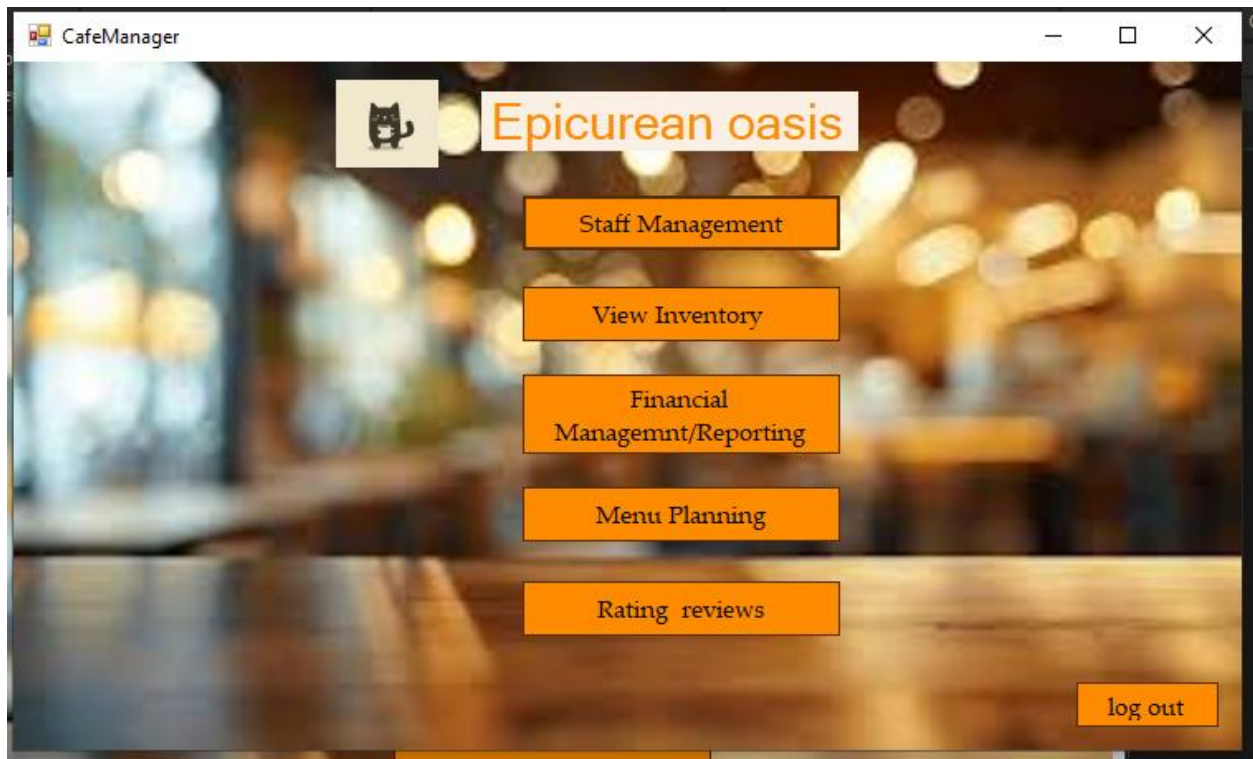 CafeManager
Epicurean oasis
Staff Management
View Inventory
Financial
Managemnt/Reporting
Menu Planning
Rating  reviews
log out